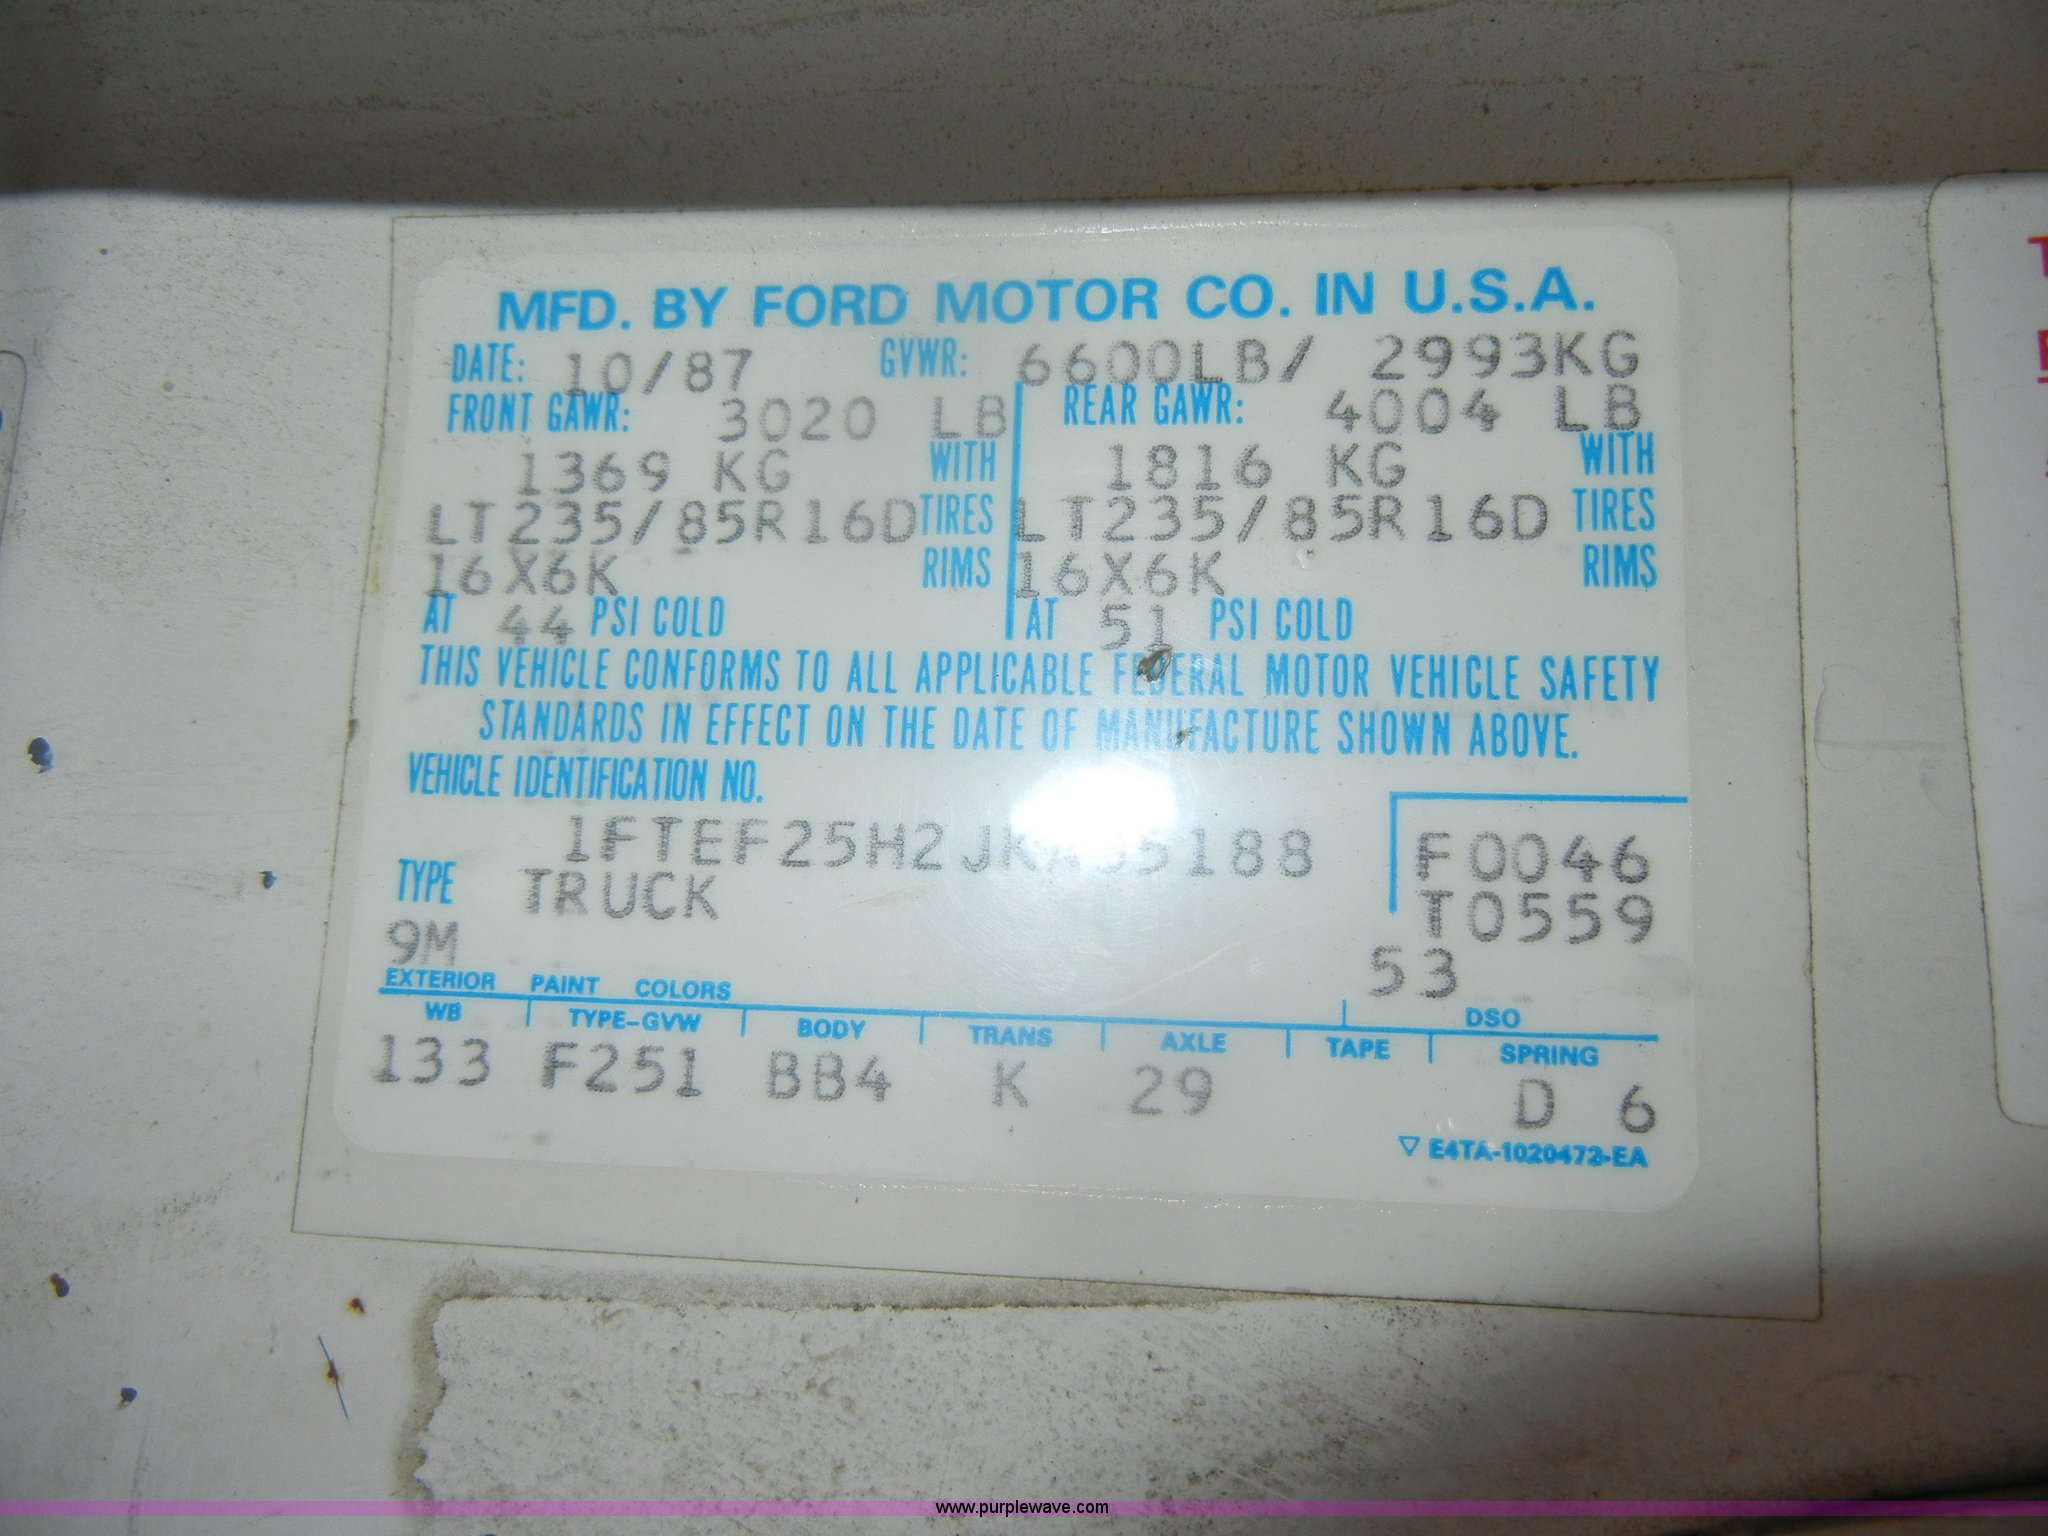 MFD. BY FORD MOTOR CO. IN U.S.A.
DATE: 10/87 GVWR: 6600LB/ 2993KG
FRONT GAWR: 3020 LB REAR GAWR: 4004 LB
1369 KG WITH 1816 KG WITH
LT235/85R16D TIRES LT235/85R16D TIRES
16X6K RIMS 16X6K RIMS
AT 44 PSI COLD AT 51 PSI COLD
THIS VEHICLE CONFORMS TO ALL APPLICABLE FEDERAL MOTOR VEHICLE SAFETY
STANDARDS IN EFFECT ON THE DATE OF MANUFACTURE SHOWN ABOVE.
VEHICLE IDENTIFICATION NO.
F0046
TYPE TRUCK T0559
9M 53
EXTERIOR PAINT COLORS DSO
WB TYPE-GVW BODY TRANS AXLE TAPE SPRING
133 F251 BB4 K 29 D 6
E4TA-1020472-EA
www.purplewave.com